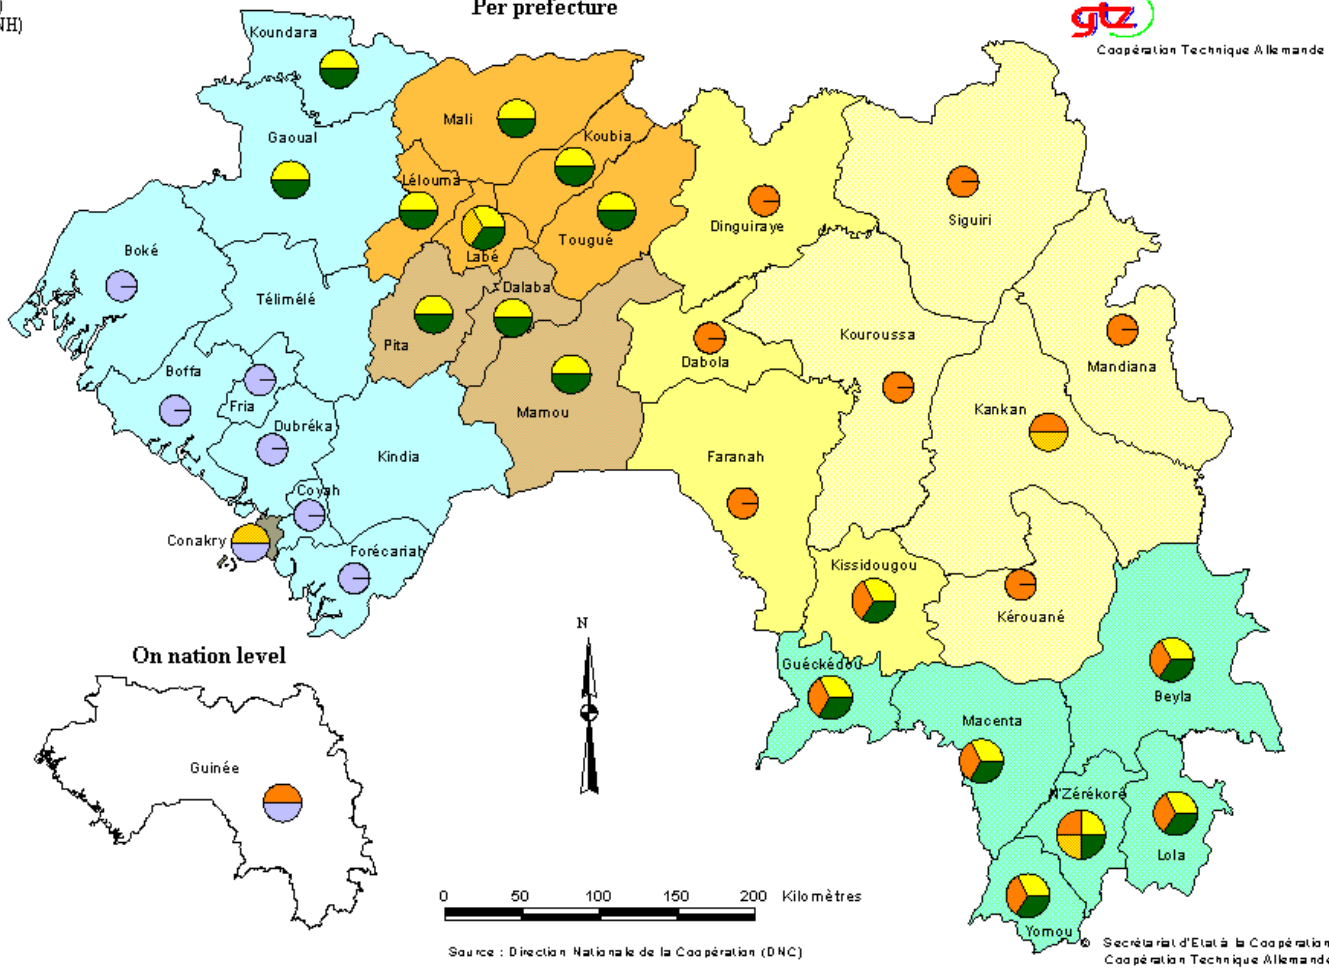 Per prefecture
NH)
gtz
Coopération Technique Allemande
Koundara
Mali
Koubia
Gaoual
Lélouma
Labé
Tougué
Dinguiraye
Siguiri
Boké
Télimélé
Dalaba
Pita
Mamou
Dabola
Kouroussa
Mandiana
Boffa
Fria
Dubréka
Kindia
Kankan
Faranah
Coyah
Conakry
Forécariah
Kissidougou
Kérouané
Guéckédou
Macenta
Beyla
N'Zérékoré
Lola
Yomou
On nation level
Guinée
N
0 50 100 150 200 Kilomètres
Source : Direction Nationale de la Coopération (DNC)
© Secrétariat d'Etat à la Coopération
Coopération Technique Allemande